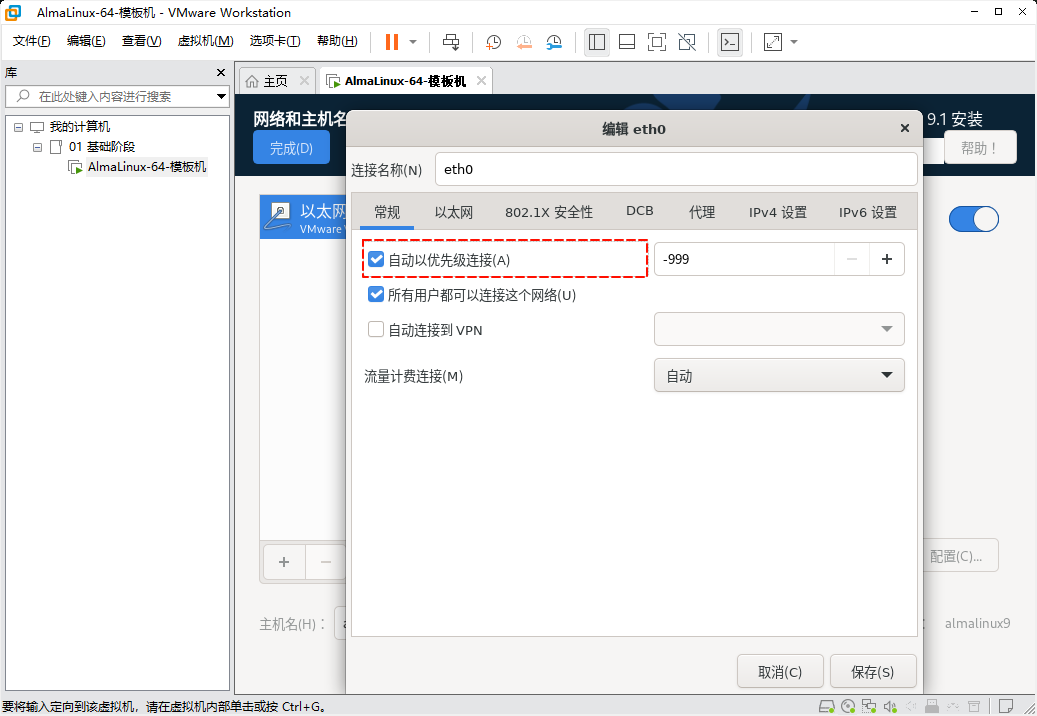 AlmaLinux-64-模板机 - VMware Workstation
文件(F) 编辑(E) 查看(V) 虚拟机(M) 选项卡(T) 帮助(H)
库
在此处键入内容进行搜索
我的计算机
01 基础阶段
AlmaLinux-64-模板机
主页
AlmaLinux-64-模板机
网络和主机名
9.1 安装
完成(D)
帮助！
以太网
VMware
编辑 eth0
连接名称(N) eth0
常规 以太网 802.1X 安全性 DCB 代理 IPv4 设置 IPv6 设置
自动以优先级连接(A) -999
所有用户都可以连接这个网络(U)
自动连接到 VPN
流量计费连接(M) 自动
配置(C)...
主机名(H)：
almalinux9
取消(C) 保存(S)
要将输入定向到该虚拟机，请在虚拟机内部单击或按 Ctrl+G。